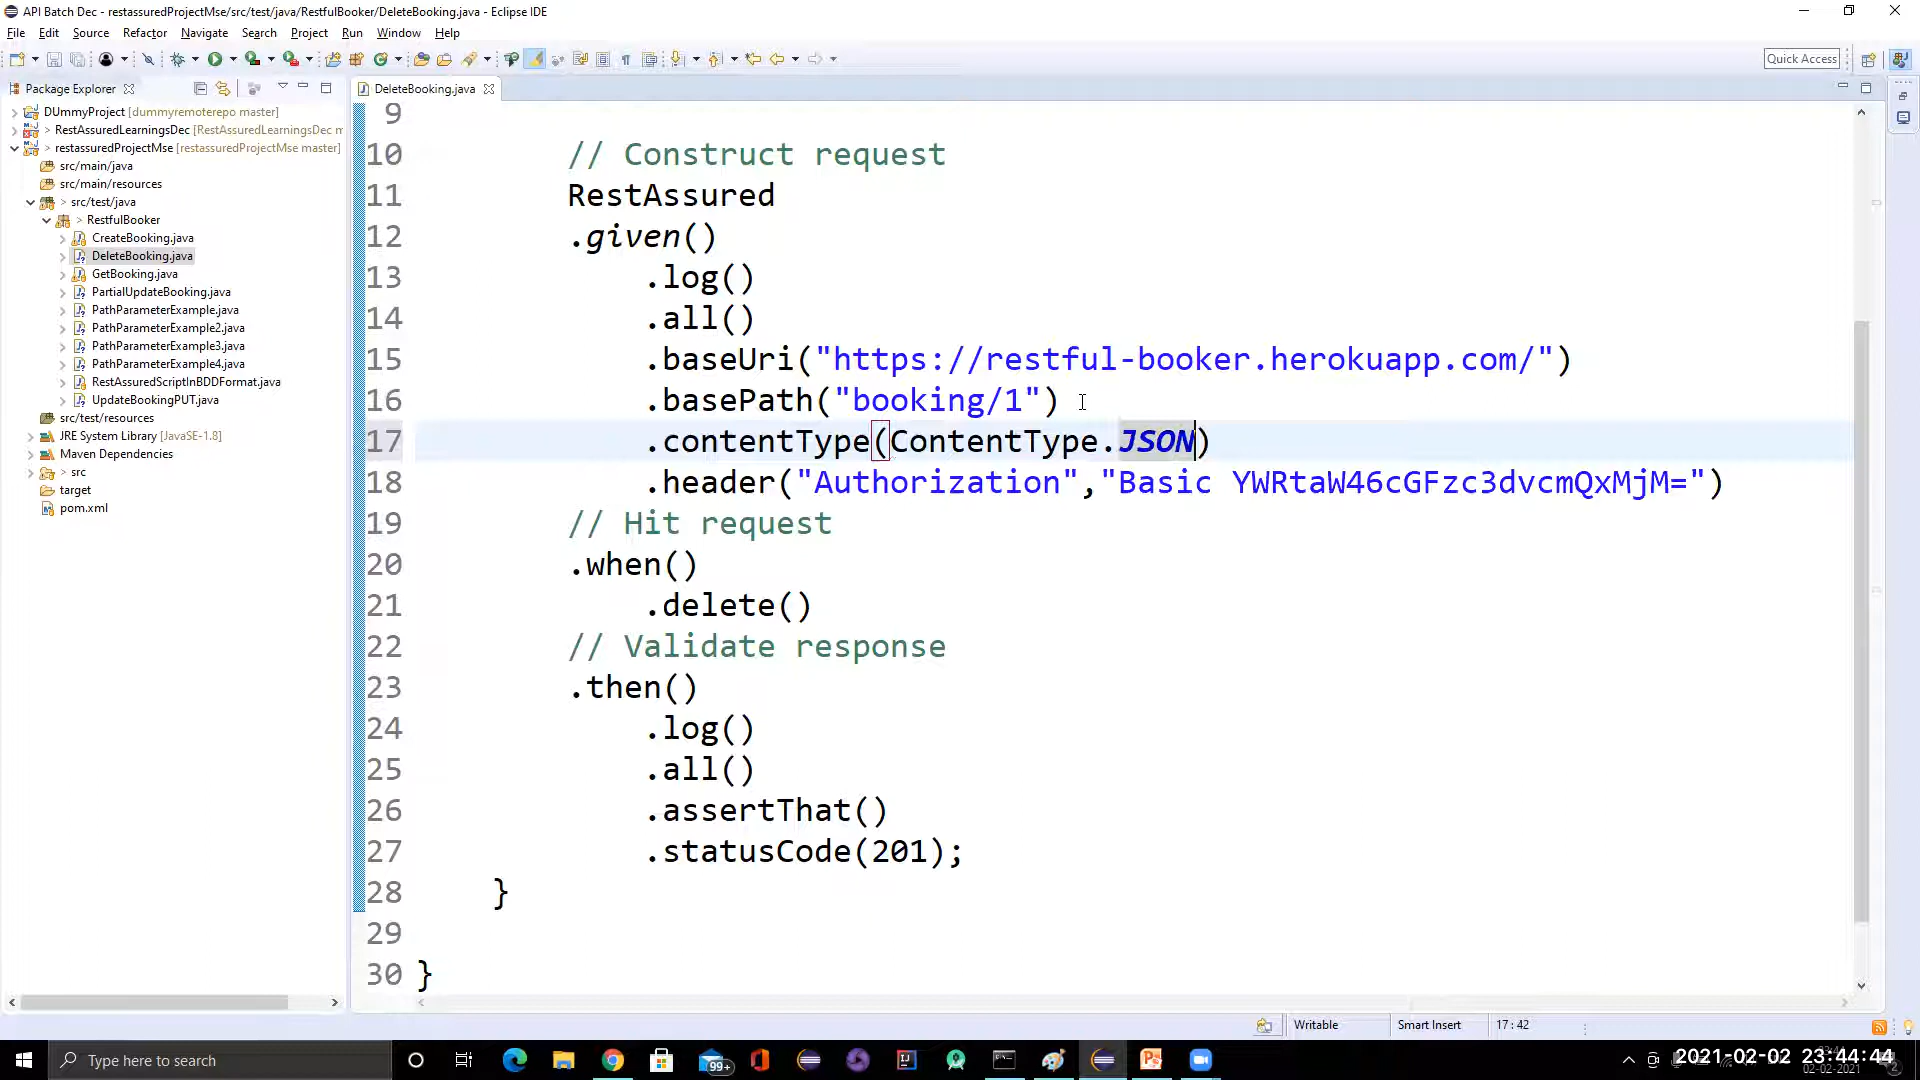 API Batch Dec - restassuredProjectMse/src/test/java/RestfulBooker/DeleteBooking.java - Eclipse IDE
File Edit Source Refactor Navigate Search Project Run Window Help
Quick Access
Package Explorer
DeleteBooking.java
DUmmyProject [dummyremoterepo master]
> RestAssuredLearningsDec [RestAssuredLearningsDec m
> restassuredProjectMse [restassuredProjectMse master]
src/main/java
src/main/resources
> src/test/java
> RestfulBooker
CreateBooking.java
DeleteBooking.java
GetBooking.java
PartialUpdateBooking.java
PathParameterExample.java
PathParameterExample2.java
PathParameterExample3.java
PathParameterExample4.java
RestAssuredScriptInBDDFormat.java
UpdateBookingPUT.java
src/test/resources
JRE System Library [JavaSE-1.8]
Maven Dependencies
> src
target
pom.xml
9
10 // Construct request
11 RestAssured
12 .given()
13 .log()
14 .all()
15 .baseUri("https://restful-booker.herokuapp.com/")
16 .basePath("booking/1")
17 .contentType(ContentType.JSON)
18 .header("Authorization","Basic YWRtaW46cGFzc3dvcmQxMjM=")
19 // Hit request
20 .when()
21 .delete()
22 // Validate response
23 .then()
24 .log()
25 .all()
26 .assertThat()
27 .statusCode(201);
28 }
29
30 }
Writable Smart Insert 17 : 42
Type here to search
99+
2021-02-02 23:44:44
02-02-2021
2